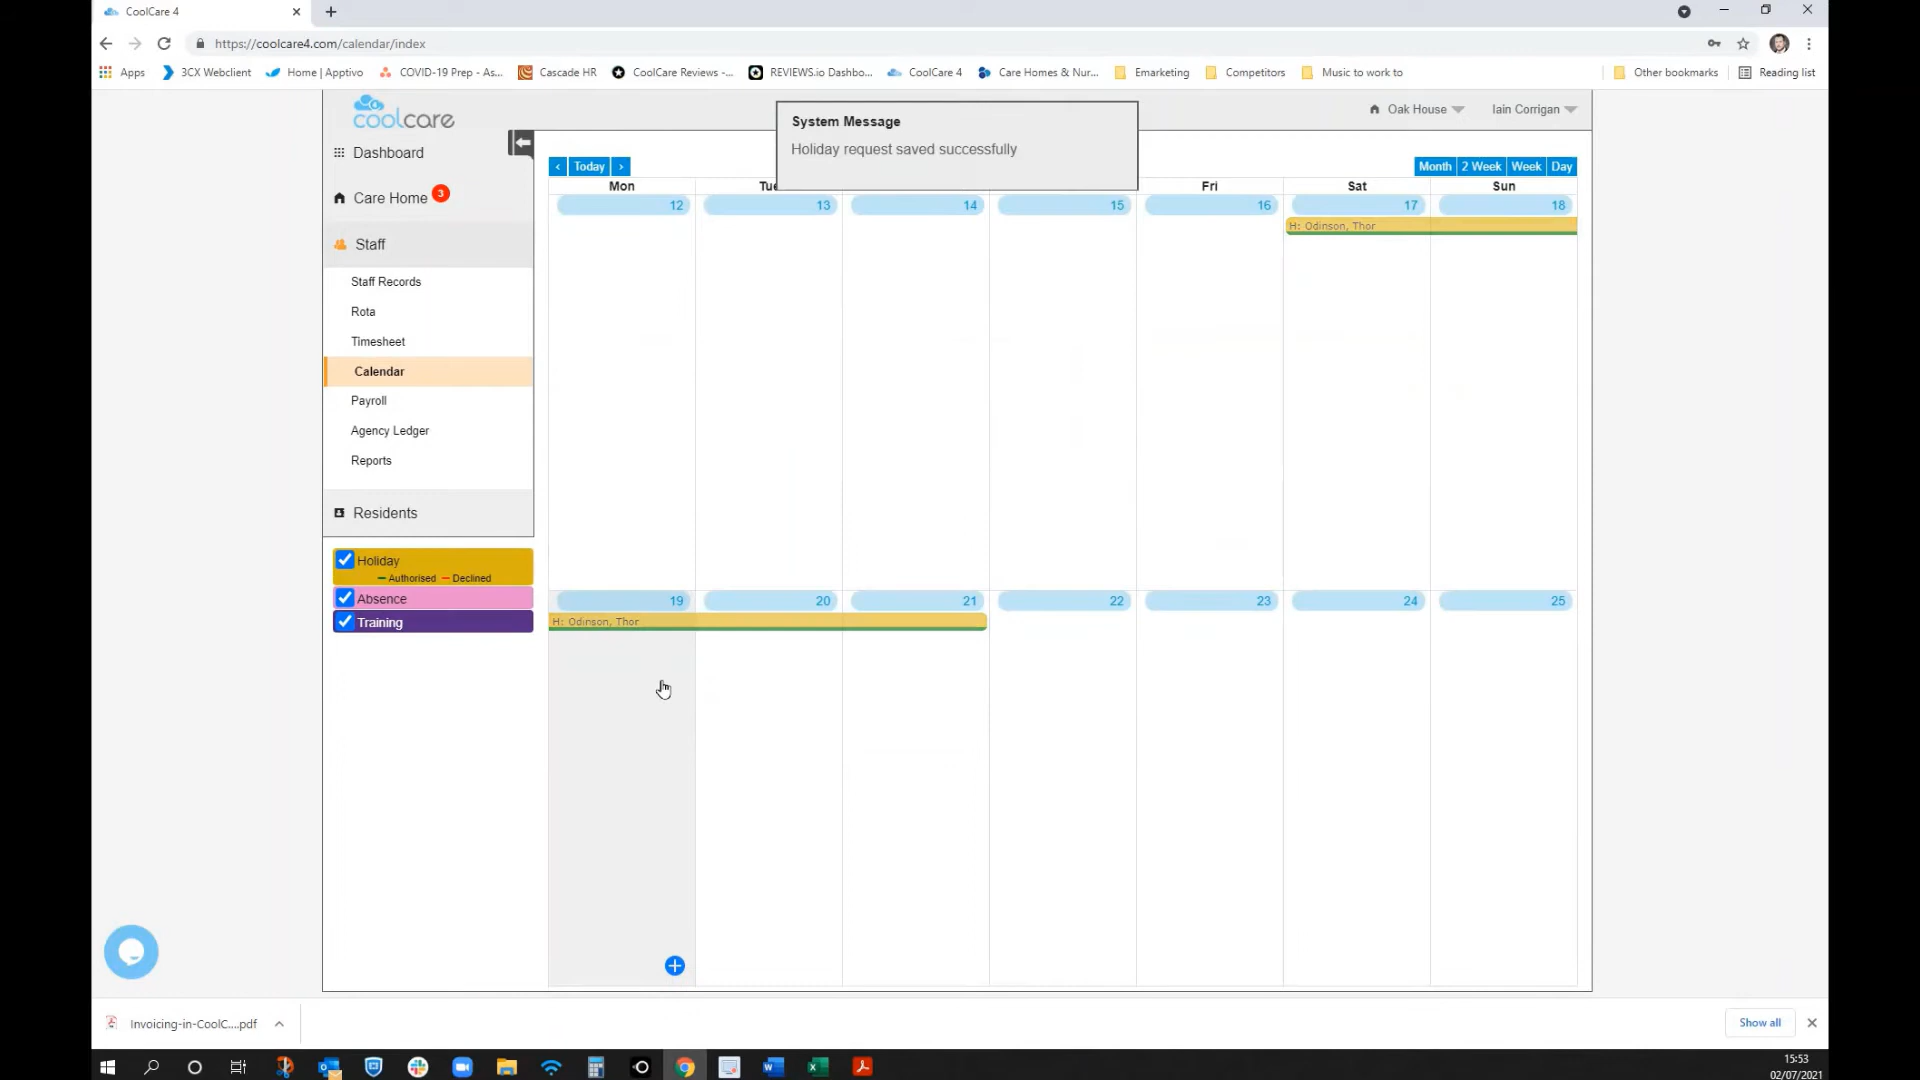 CoolCare 4
https://coolcare4.com/calendar/index
Apps 3CX Webclient Home | Apptivo COVID-19 Prep - As... Cascade HR CoolCare Reviews -... REVIEWS.io Dashbo... CoolCare 4 Care Homes & Nur... Emarketing Competitors Music to work to Other bookmarks Reading list
coolcare
Oak House Iain Corrigan
System Message
Holiday request saved successfully
Dashboard
Care Home 3
Staff
Staff Records
Rota
Timesheet
Calendar
Payroll
Agency Ledger
Reports
Residents
Holiday
Authorised Declined
Absence
Training
< Today >
Month 2 Week Week Day
Mon Tue Fri Sat Sun
12 13 14 15 16 17 18
H: Odinson, Thor
19 20 21 22 23 24 25
H: Odinson, Thor
Invoicing-in-CoolC....pdf
Show all
15:53
02/07/2021